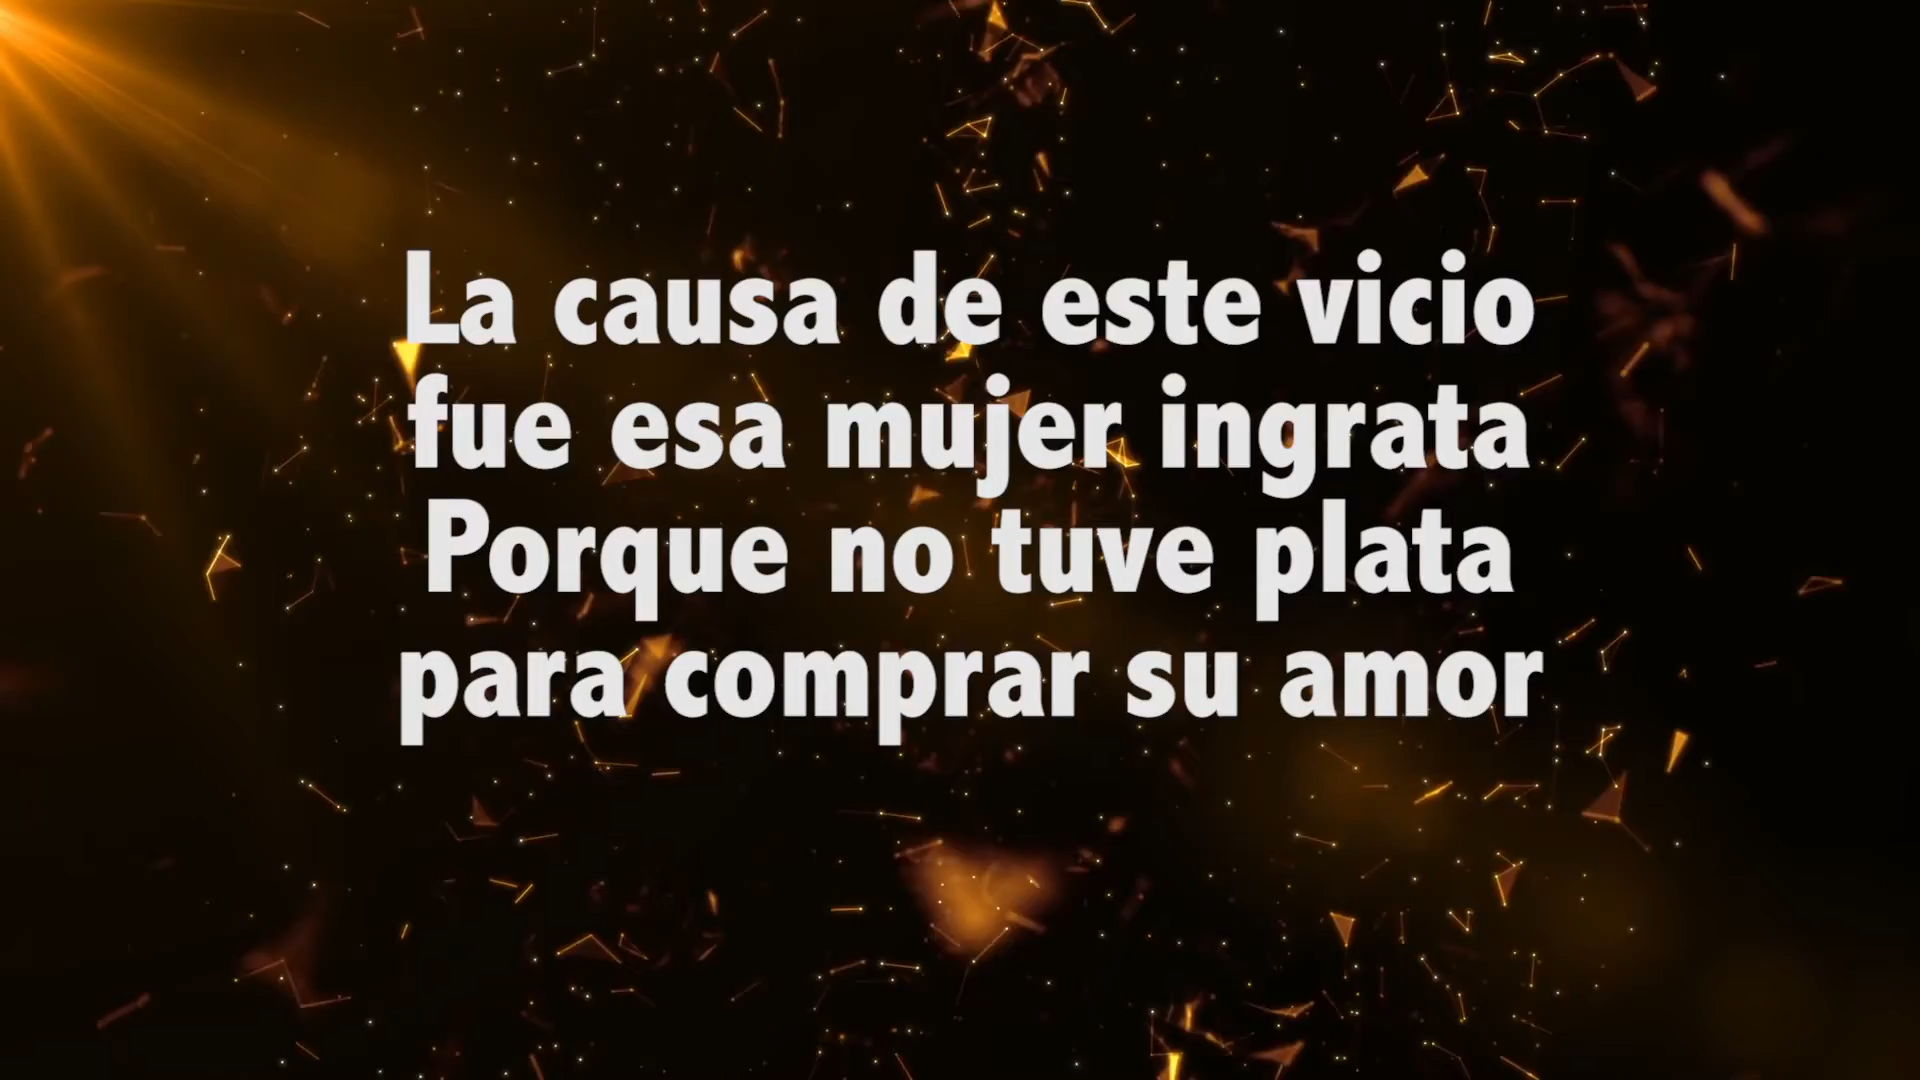 La causa de este vicio
fue esa mujer ingrata
Porque no tuve plata
para comprar su amor